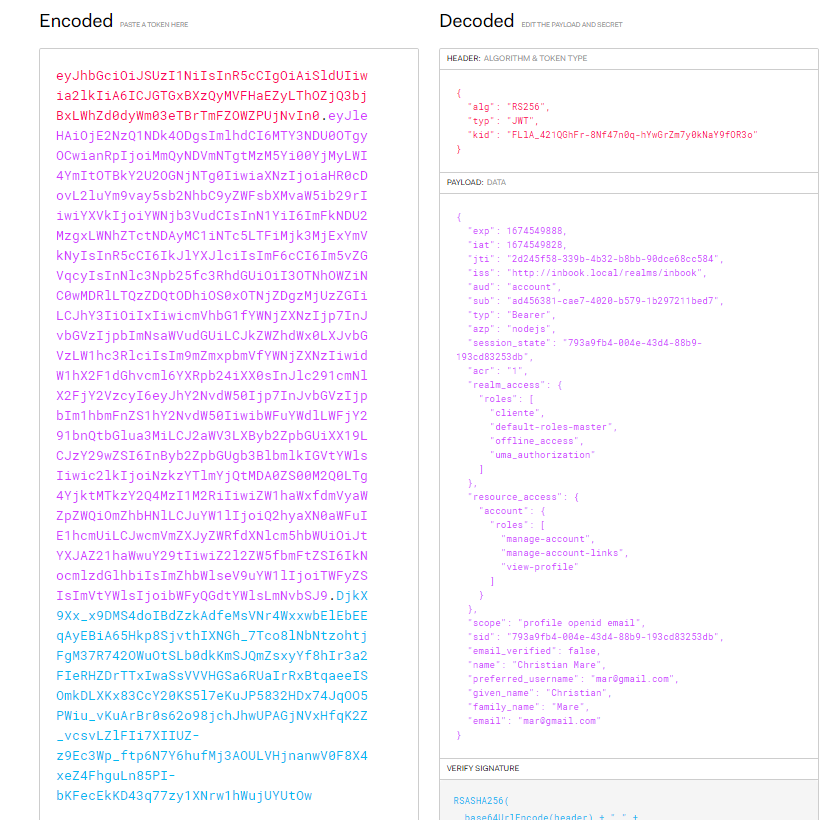 Encoded PASTE A TOKEN HERE
eyJhbGciOiJSUzI1NiIsInR5cCIgOiAiSldUIiw
ia2lkIiA6ICJGTGxBXzQyMVFHaEZyLThOZjQ3bj
BxLWhZd0dyWm03eTBrTmFZOWZPUjNvIn0.eyJle
HAiOjE2NzQ1NDk4ODgsImlhdCI6MTY3NDU0OTgy
OCwianRpIjoiMmQyNDVmNTgtMzM5Yi00YjMyLWI
4YmItOTBkY2U2OGNjNTg0IiwiaXNzIjoiaHR0cD
ovL2luYm9vay5sb2NhbC9yZWFsbXMvaW5ib29rI
iwiYXVkIjoiYWNjb3VudCIsInN1YiI6ImFkNDU2
MzgxLWNhZTctNDAyMC1iNTc5LTFiMjk3MjExYmV
kNyIsInR5cCI6IkJlYXJlciIsImF6cCI6Im5vZG
VqcyIsInNlc3Npb25fc3RhdGUiOiI3OTNhOWZiN
C0wMDRlLTQzZDQtODhiOS0xOTNjZDgzMjUzZGIi
LCJhY3IiOiIxIiwicmVhbG1fYWNjZXNzIjp7InJ
vbGVzIjpbImNsaWVudGUiLCJkZWZhdWx0LXJvbG
VzLW1hc3RlciIsIm9mZmxpbmVfYWNjZXNzIiwid
W1hX2F1dGhvcml6YXRpb24iXX0sInJlc291cmNl
X2FjY2VzcyI6eyJhY2NvdW50Ijp7InJvbGVzIjp
bIm1hbmFnZS1hY2NvdW50IiwibWFuYWdlLWFjY2
91bnQtbGlua3MiLCJ2aWV3LXByb2ZpbGUiXX19L
CJzY29wZSI6InByb2ZpbGUgb3BlbmlkIGVtYWls
Iiwic2lkIjoiNzkzYTlmYjQtMDA0ZS00M2Q0LTg
4YjktMTkzY2Q4MzI1M2RiIiwiZW1haWxfdmVyaW
ZpZWQiOmZhbHNlLCJuYW1lIjoiQ2hyaXN0aWFuI
E1hcmUiLCJwcmVmZXJyZWRfdXNlcm5hbWUiOiJt
YXJAZ21haWwuY29tIiwiZ2l2ZW5fbmFtZSI6IkN
ocmlzdGlhbiIsImZhbWlseV9uYW1lIjoiTWFyZS
IsImVtYWlsIjoibWFyQGdtYWlsLmNvbSJ9.DjkX
9Xx_x9DMS4doIBdZzkAdfeMsVNr4WxxwbElEbEE
qAyEBiA65Hkp8SjvthIXNGh_7Tco8lNbNtzohtj
FgM37R742OWuOtSLb0dkKmSJQmZsxyYf8hIr3a2
FIeRHZDrTTxIwaSsVVVHGSa6RUaIrRxBtqaeeIS
OmkDLXKx83CcY20KS5l7eKuJP5832HDx74JqOO5
PWiu_vKuArBr0s62o98jchJhwUPAGjNVxHfqK2Z
_vcsvLZlFIi7XIIUZ-
z9Ec3Wp_ftp6N7Y6hufMj3AOULVHjnanwV0F8X4
xeZ4FhguLn85PI-
bKFecEkKD43q77zy1XNrw1hWujUYUtOw
Decoded EDIT THE PAYLOAD AND SECRET
HEADER: ALGORITHM & TOKEN TYPE
{
"alg": "RS256",
"typ": "JWT",
"kid": "FLlA_421QGhFr-8Nf47n0q-hYwGrZm7y0kNaY9fOR3o"
}
PAYLOAD: DATA
{
"exp": 1674549888,
"iat": 1674549828,
"jti": "2d245f58-339b-4b32-b8bb-90dce68cc584",
"iss": "http://inbook.local/realms/inbook",
"aud": "account",
"sub": "ad456381-cae7-4020-b579-1b297211bed7",
"typ": "Bearer",
"azp": "nodejs",
"session_state": "793a9fb4-004e-43d4-88b9-
193cd83253db",
"acr": "1",
"realm_access": {
"roles": [
"cliente",
"default-roles-master",
"offline_access",
"uma_authorization"
]
},
"resource_access": {
"account": {
"roles": [
"manage-account",
"manage-account-links",
"view-profile"
]
}
},
"scope": "profile openid email",
"sid": "793a9fb4-004e-43d4-88b9-193cd83253db",
"email_verified": false,
"name": "Christian Mare",
"preferred_username": "mar@gmail.com",
"given_name": "Christian",
"family_name": "Mare",
"email": "mar@gmail.com"
}
VERIFY SIGNATURE
RSASHA256(
base64UrlEncode(header) + "." +